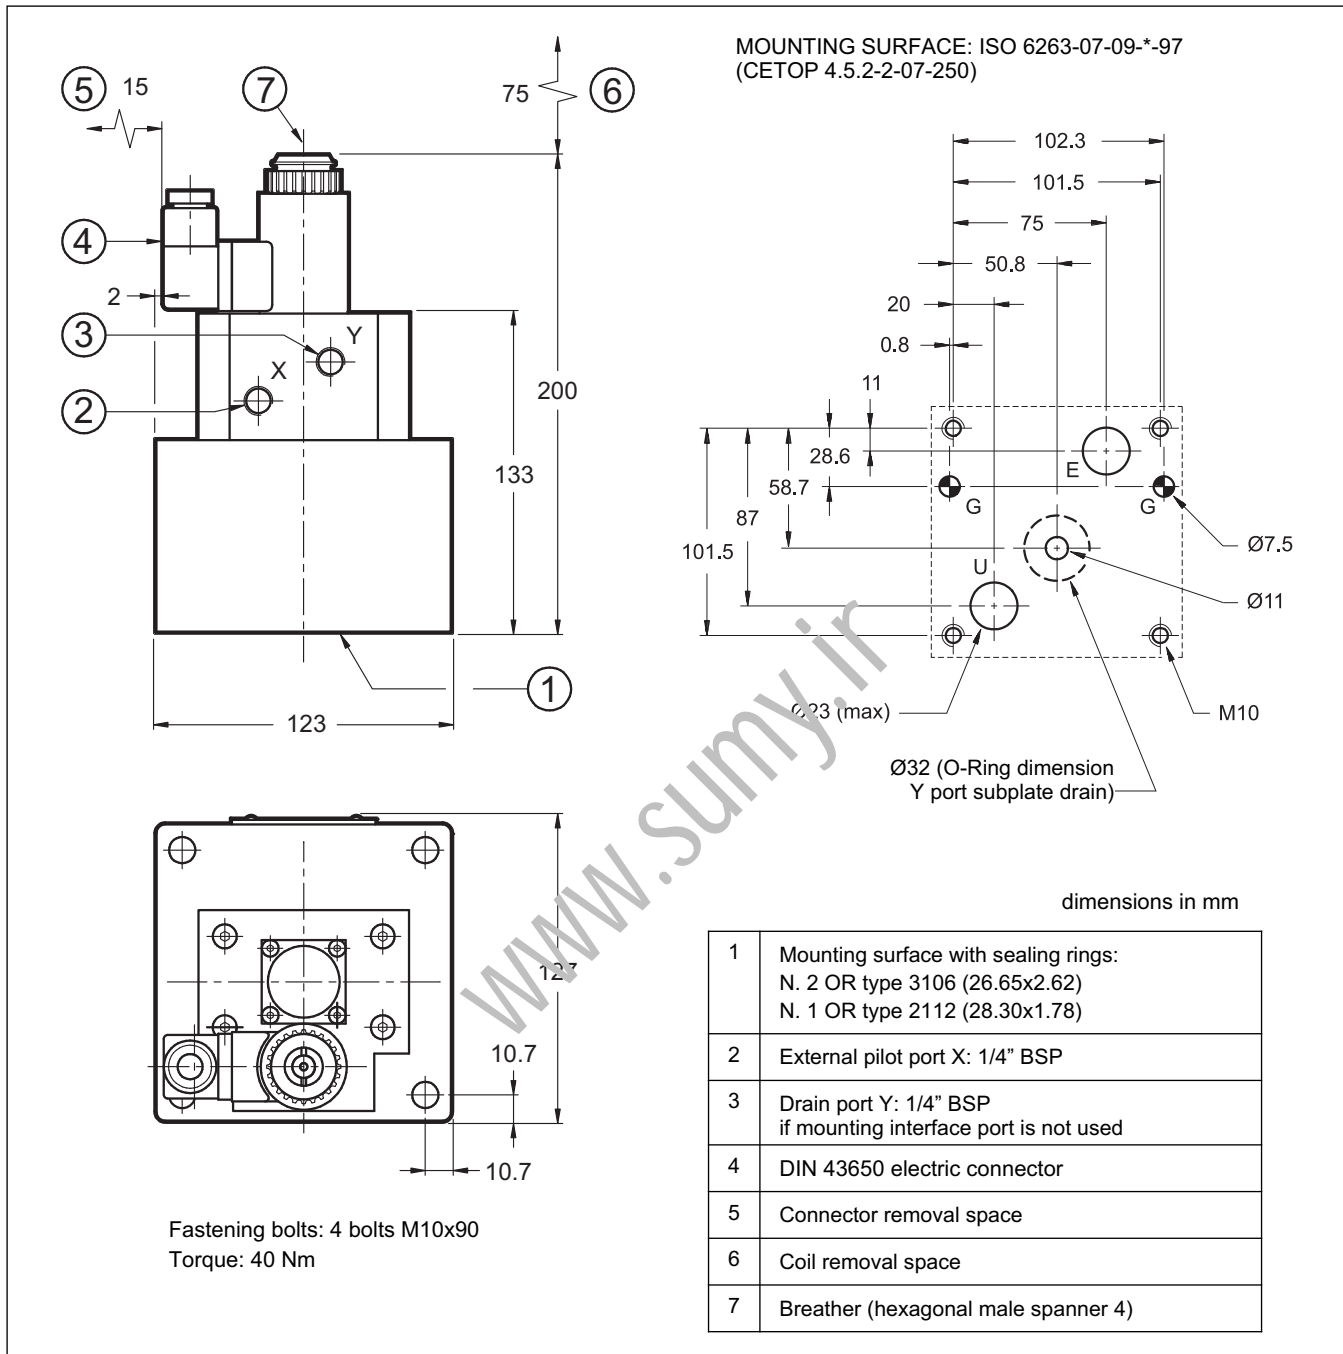 MOUNTING SURFACE: ISO 6263-07-09-*-97
(CETOP 4.5.2-2-07-250)
5
15
7
75
6
4
2
3
Y
X
2
200
133
1
123
102.3
101.5
75
50.8
20
0.8
11
28.6
58.7
87
101.5
E
G
G
U
Ø7.5
Ø11
Ø23 (max)
M10
Ø32 (O-Ring dimension
Y port subplate drain)
www.sumy.ir
127
10.7
10.7
Fastening bolts: 4 bolts M10x90
Torque: 40 Nm
dimensions in mm
1
Mounting surface with sealing rings:
N. 2 OR type 3106 (26.65x2.62)
N. 1 OR type 2112 (28.30x1.78)
2
External pilot port X: 1/4” BSP
3
Drain port Y: 1/4” BSP
if mounting interface port is not used
4
DIN 43650 electric connector
5
Connector removal space
6
Coil removal space
7
Breather (hexagonal male spanner 4)